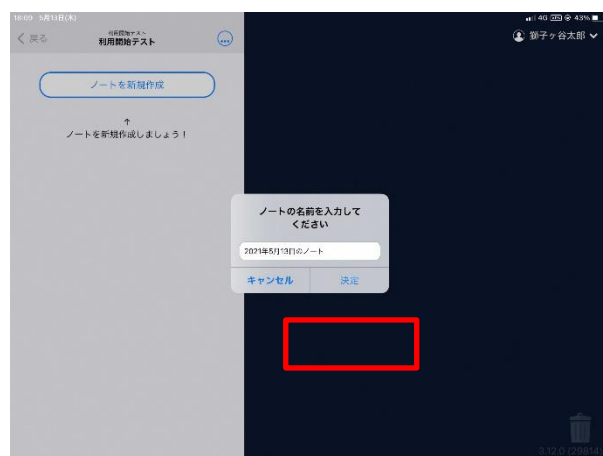 16:09 5月13日(木)
4G VPN 43%
戻る
利用開始テスト
利用開始テスト
獅子ヶ谷太郎
ノートを新規作成
↑
ノートを新規作成しましょう！
ノートの名前を入力して
ください
2021年5月13日のノート
キャンセル
決定
9.12.0 (29814)